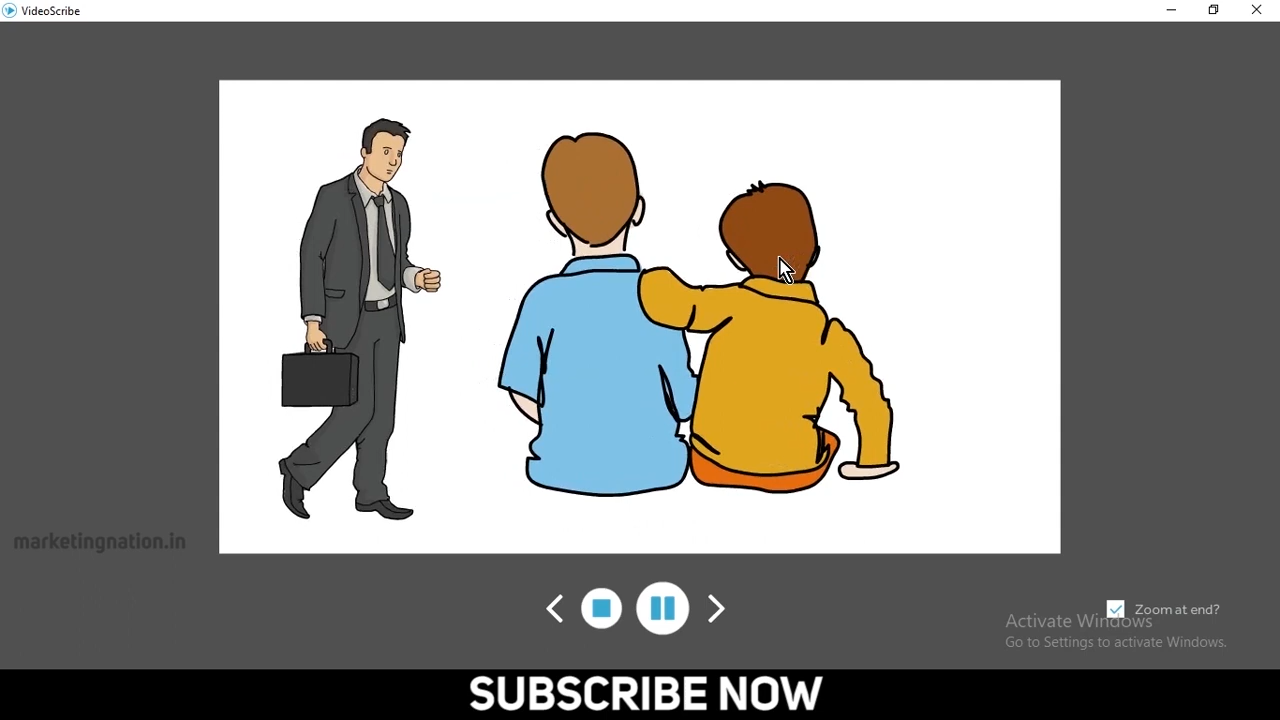 VideoScribe
marketingnation.in
Zoom at end?
Activate Windows
Go to Settings to activate Windows.
SUBSCRIBE NOW